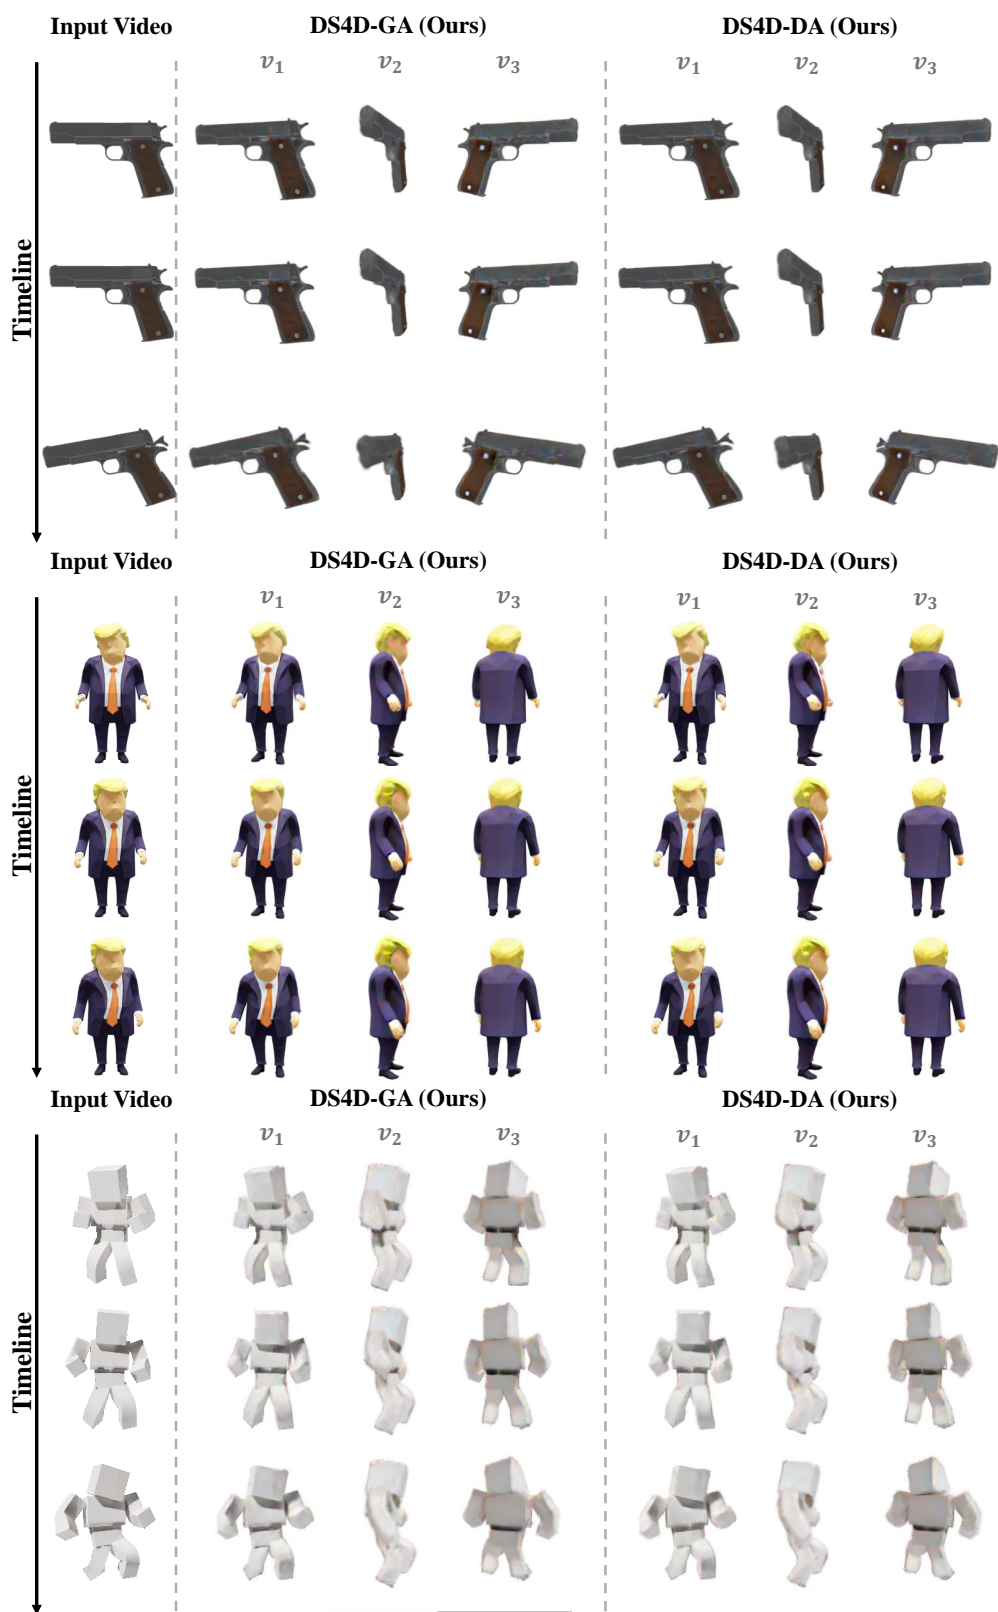 Input Video DS4D-GA (Ours) DS4D-DA (Ours)
v₁ v₂ v₃ v₁ v₂ v₃
Timeline
Input Video DS4D-GA (Ours) DS4D-DA (Ours)
v₁ v₂ v₃ v₁ v₂ v₃
Timeline
Input Video DS4D-GA (Ours) DS4D-DA (Ours)
v₁ v₂ v₃ v₁ v₂ v₃
Timeline